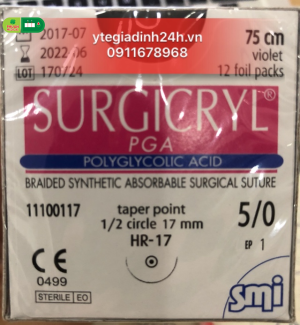 2017-07
ytegiadinh24h.vn
75 cm
2022-06
0911678968
violet
LOT 170724
12 foil packs
SURGICRYL®
PGA
POLYGLYCOLIC ACID
BRAIDED SYNTHETIC ABSORBABLE SURGICAL SUTURE
11100117
taper point
5/0
1/2 circle 17 mm
HR-17
EP 1
CE
0499
STERILE EO
smi